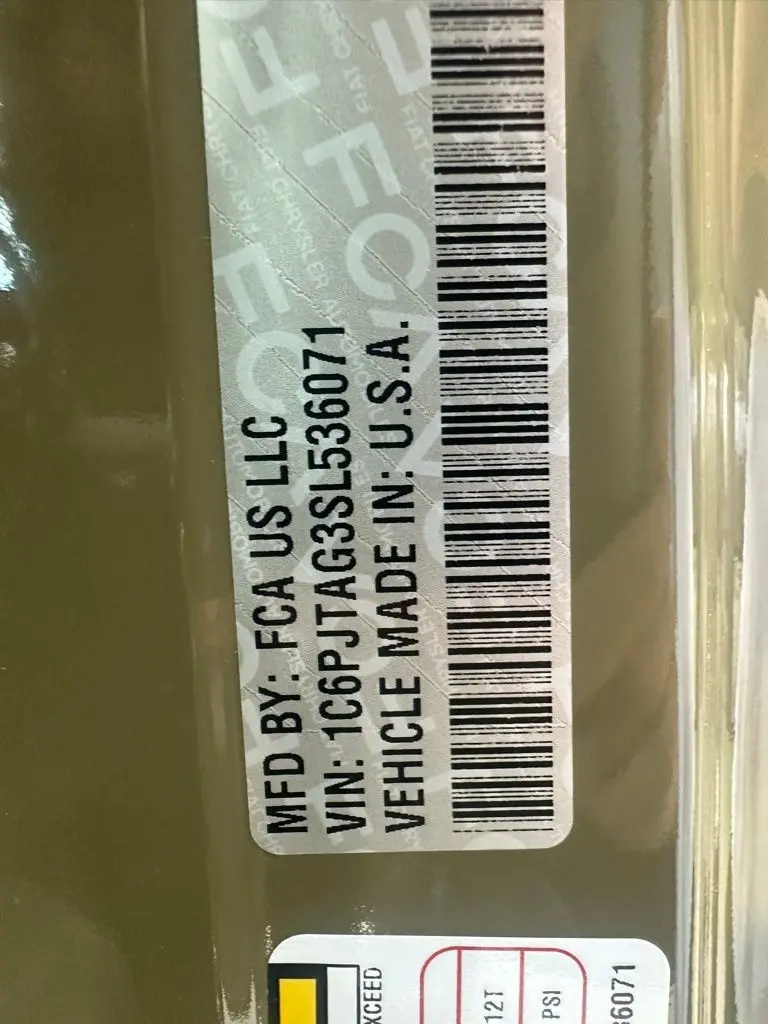 MFD BY: FCA US LLC
VIN: 1C6PJTAG3SL536071
VEHICLE MADE IN: U.S.A.
XCEED
12T
PSI
36071